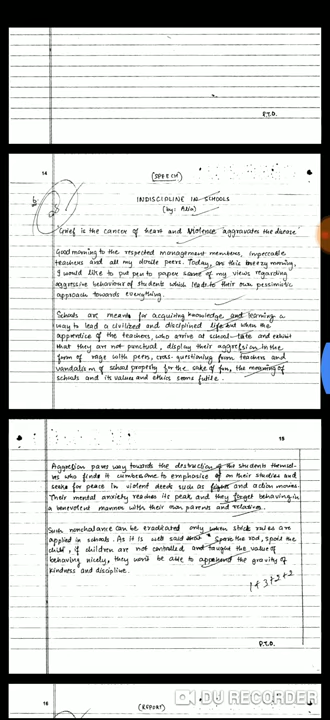 P.T.O.
14
(SPEECH)
INDISCIPLINE IN SCHOOLS
(by: Asin)
Grief is the cancer of heart and violence aggravates the disease
Good morning to the respected management members, impeccable
teachers and all my docile peers. Today, on this breezy morning,
I would like to put pen to paper some of my views regarding
aggressive behaviour of students which leads to their own pessimistic
approach towards everything.
Schools are meant for acquiring knowledge and learning a
way to lead a civilized and disciplined life but when the
apprentice of the teachers, who arrive at school late and exhibit
that they are not punctual, display their aggression in the
form of rage with peers, cross-questioning from teachers and
vandalism of school property for the sake of fun, the meaning of
schools and its values and ethics seems futile.
15
Aggression paves way towards the destruction of the students themsel-
ves who finds it cumbersome to emphasise on their studies and
seeks for peace in violent deeds such as fights and action movies.
Their mental anxiety reaches its peak and they forget behaving in
a benevolent manner with their own parents and relatives.
Such nonchalance can be eradicated only when strict rules are
applied in schools. As it is well said that "Spare the rod, spoil the
child", if children are not controlled and taught the value of
behaving nicely, they won't be able to apprehend the gravity of
kindness and discipline.
1+3+2+2
P.T.O.
16
(REPORT)
DU RECORDER